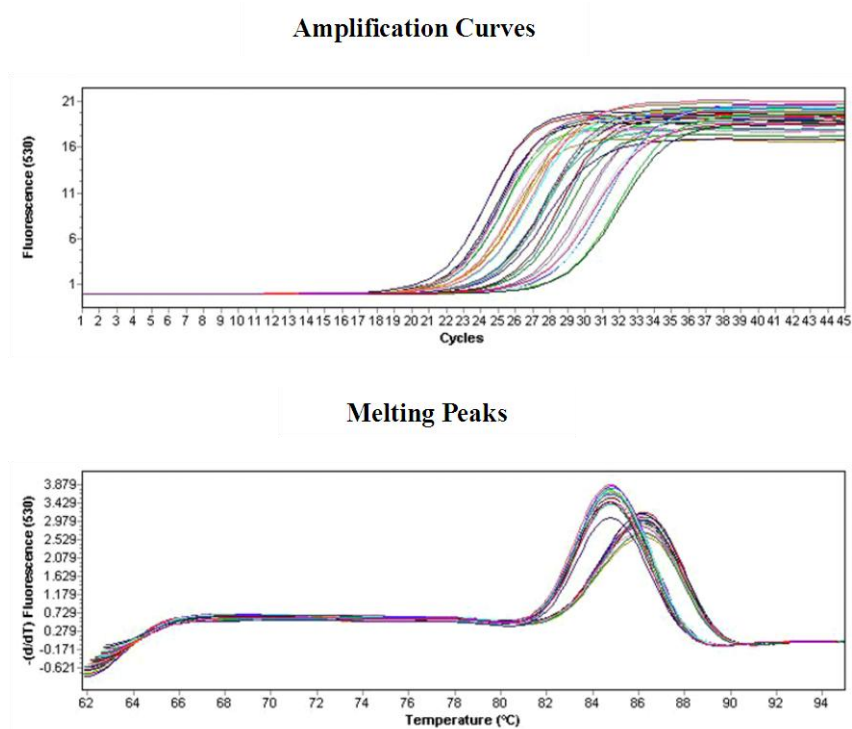 Amplification Curves
Fluorescence (530)
21
16
11
6
1
1 2 3 4 5 6 7 8 9 10 11 12 13 14 15 16 17 18 19 20 21 22 23 24 25 26 27 28 29 30 31 32 33 34 35 36 37 38 39 40 41 42 43 44 45
Cycles
Melting Peaks
-(d/dT) Fluorescence (530)
3.879
3.429
2.979
2.529
2.079
1.629
1.179
0.729
0.279
-0.171
-0.621
62 64 66 68 70 72 74 76 78 80 82 84 86 88 90 92 94
Temperature (°C)